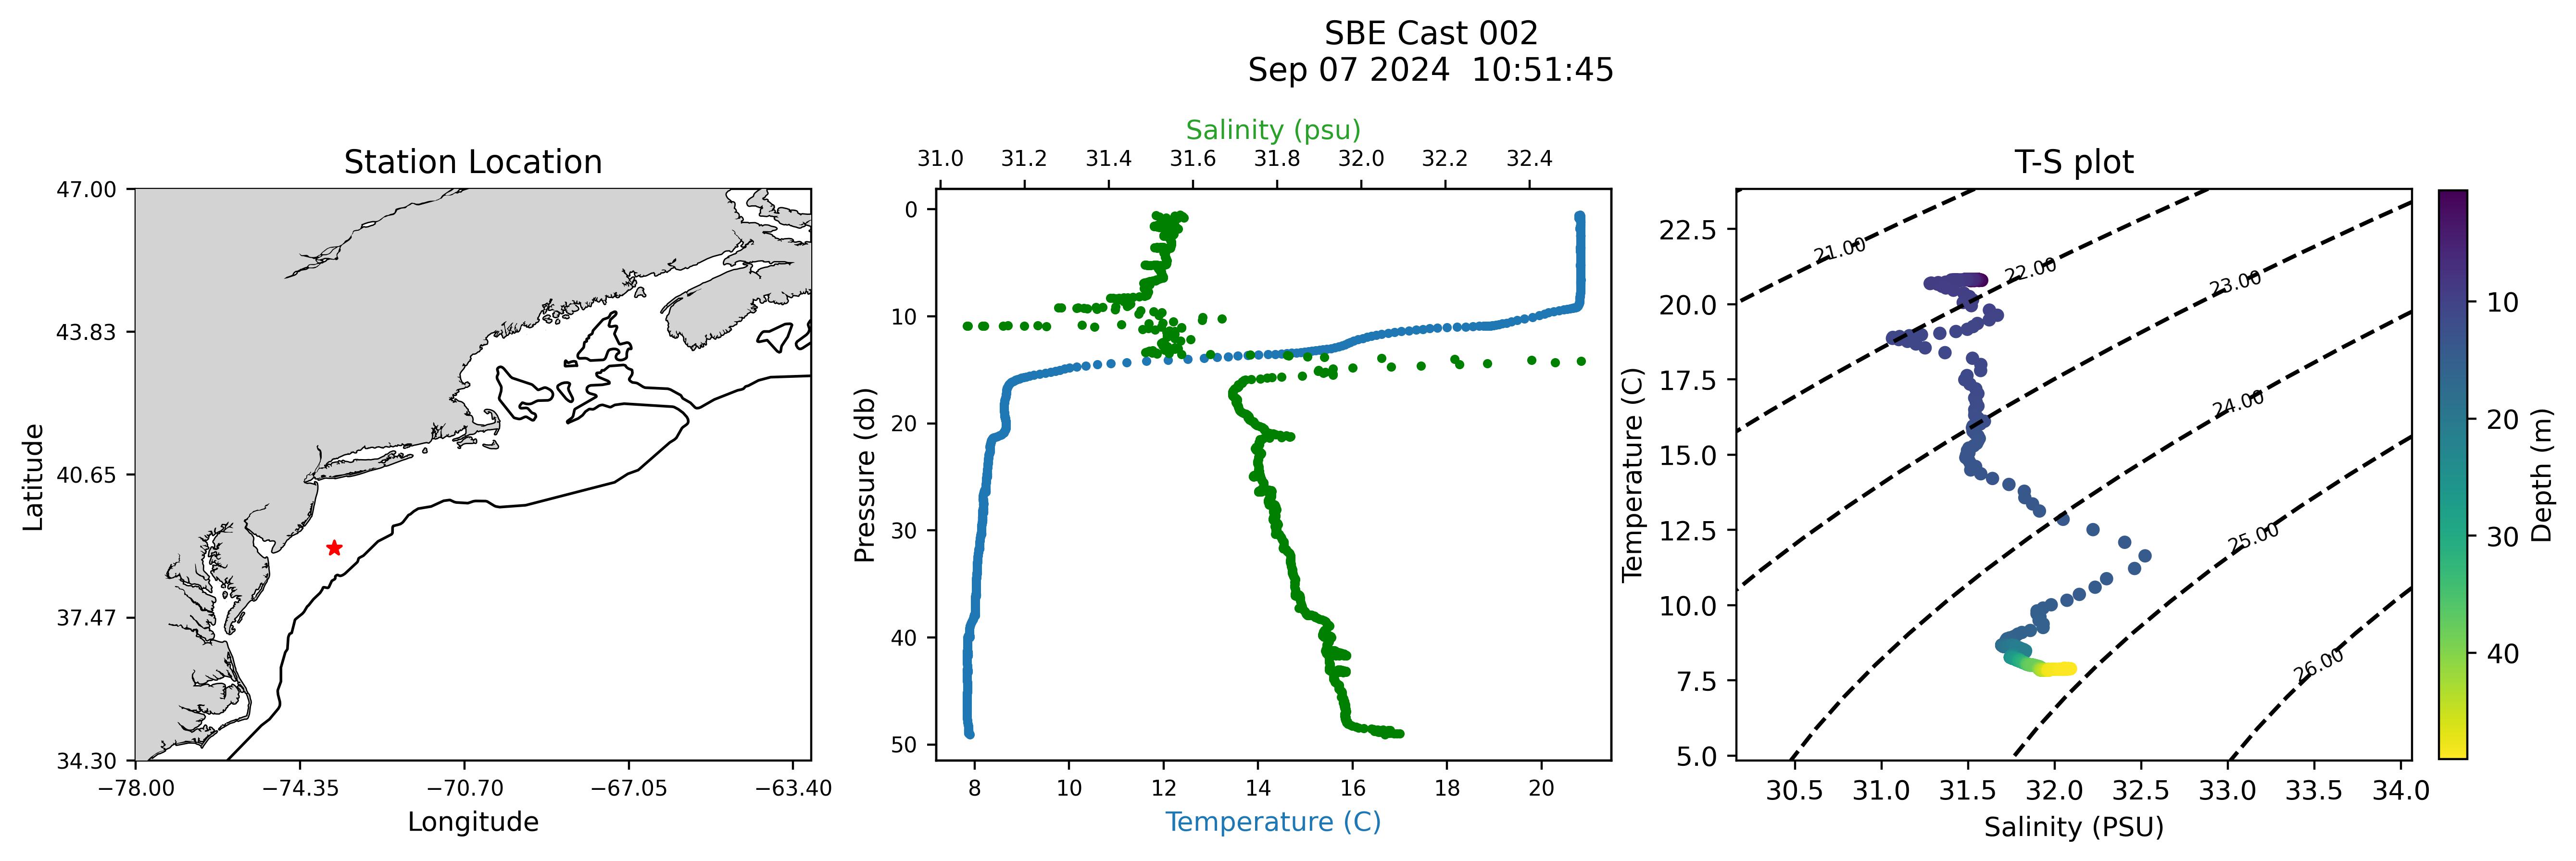 SBE Cast 002
Sep 07 2024  10:51:45
Station Location
47.00
43.83
40.65
37.47
34.30
Latitude
−78.00 −74.35 −70.70 −67.05 −63.40
Longitude
Salinity (psu)
31.0 31.2 31.4 31.6 31.8 32.0 32.2 32.4
0
10
20
30
40
50
Pressure (db)
8 10 12 14 16 18 20
Temperature (C)
T-S plot
22.5
20.0
17.5
15.0
12.5
10.0
7.5
5.0
Temperature (C)
21.00
22.00
23.00
24.00
25.00
26.00
30.5 31.0 31.5 32.0 32.5 33.0 33.5 34.0
Salinity (PSU)
10
20
30
40
Depth (m)